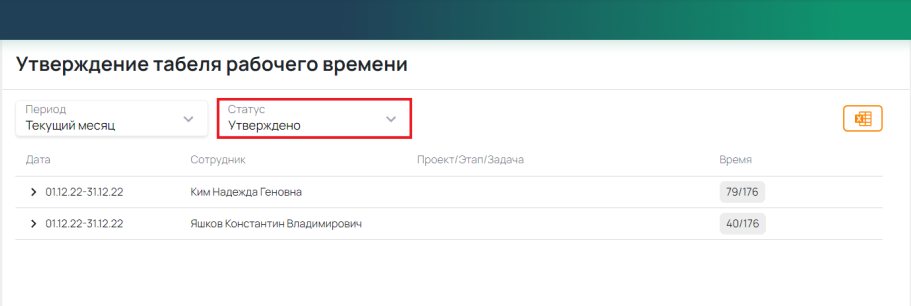 Утверждение табеля рабочего времени
Период
Текущий месяц
Статус
Утверждено
Дата Сотрудник Проект/Этап/Задача Время
01.12.22-31.12.22 Ким Надежда Геновна 79/176
01.12.22-31.12.22 Яшков Константин Владимирович 40/176